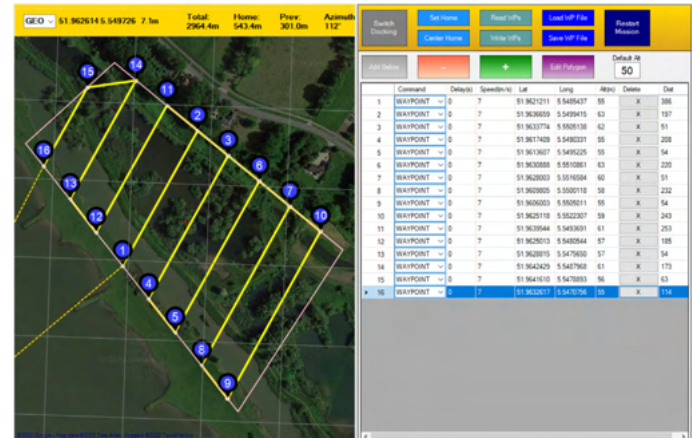 GEO 51.962614 5.549726 7.1m Total: Home: Prev: Azimuth
2964.4m 543.4m 301.0m 112°
14
15
11
2
3
16
6
13
7
12
10
1
4
5
8
9
Switch Docking Set Home Read WPs Load WP File Restart Mission
Center Home Write WPs Save WP File
Add Below - + Edit Polygon Default Alt
50
Command Delay(s) Speed(m/s) Lat Long Alt(m) Delete Dist
1 WAYPOINT 0 7 51.9621211 5.5485437 55 X 386
2 WAYPOINT 0 7 51.9636659 5.5499415 63 X 197
3 WAYPOINT 0 7 51.9633774 5.5505138 62 X 51
4 WAYPOINT 0 7 51.9617409 5.5490331 55 X 208
5 WAYPOINT 0 7 51.9613607 5.5495225 55 X 54
6 WAYPOINT 0 7 51.9630888 5.5510861 63 X 220
7 WAYPOINT 0 7 51.9628003 5.5516584 60 X 51
8 WAYPOINT 0 7 51.9609805 5.5500118 58 X 232
9 WAYPOINT 0 7 51.9606003 5.5505011 55 X 54
10 WAYPOINT 0 7 51.9625118 5.5522307 59 X 243
11 WAYPOINT 0 7 51.9639544 5.5493691 61 X 253
12 WAYPOINT 0 7 51.9625013 5.5480544 57 X 185
13 WAYPOINT 0 7 51.9628815 5.5475650 57 X 54
14 WAYPOINT 0 7 51.9642429 5.5487968 61 X 173
15 WAYPOINT 0 7 51.9641610 5.5478893 56 X 63
16 WAYPOINT 0 7 51.9632617 5.5470756 55 X 114